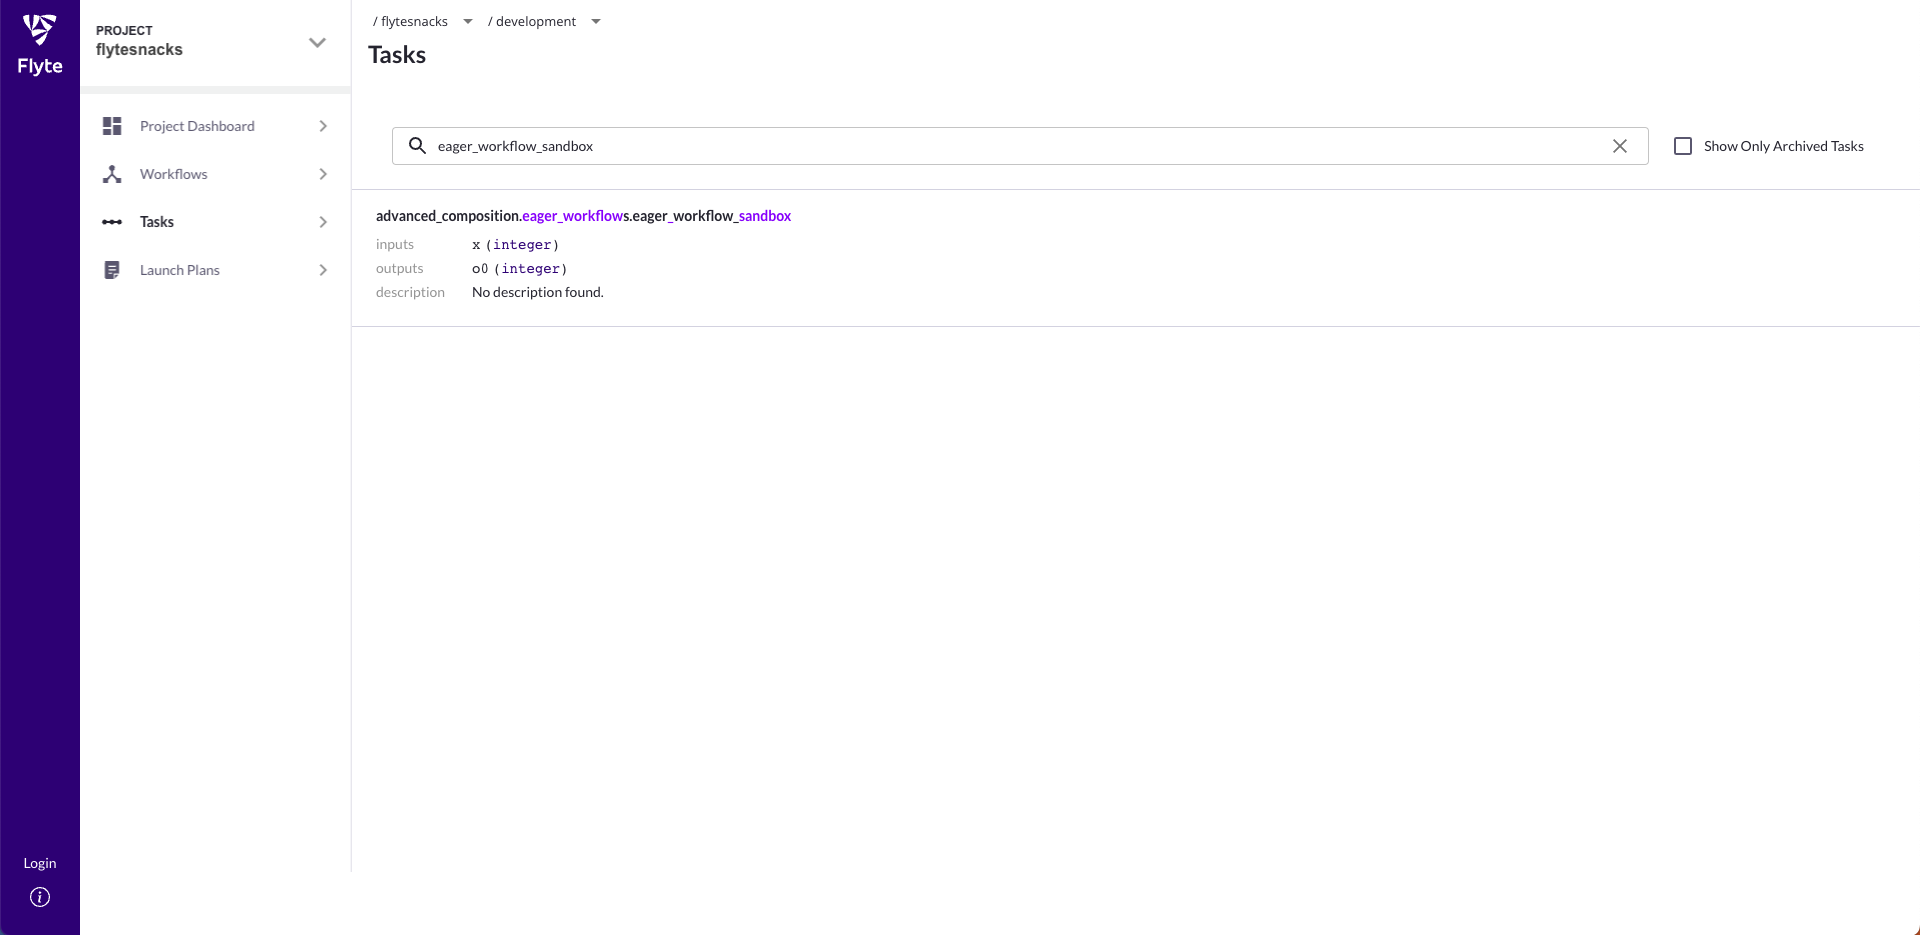 Flyte
PROJECT
flytesnacks
Project Dashboard
Workflows
Tasks
Launch Plans
Login
/ flytesnacks / development
Tasks
eager_workflow_sandbox
Show Only Archived Tasks
advanced_composition.eager_workflows.eager_workflow_sandbox
inputs x (integer)
outputs o0 (integer)
description No description found.